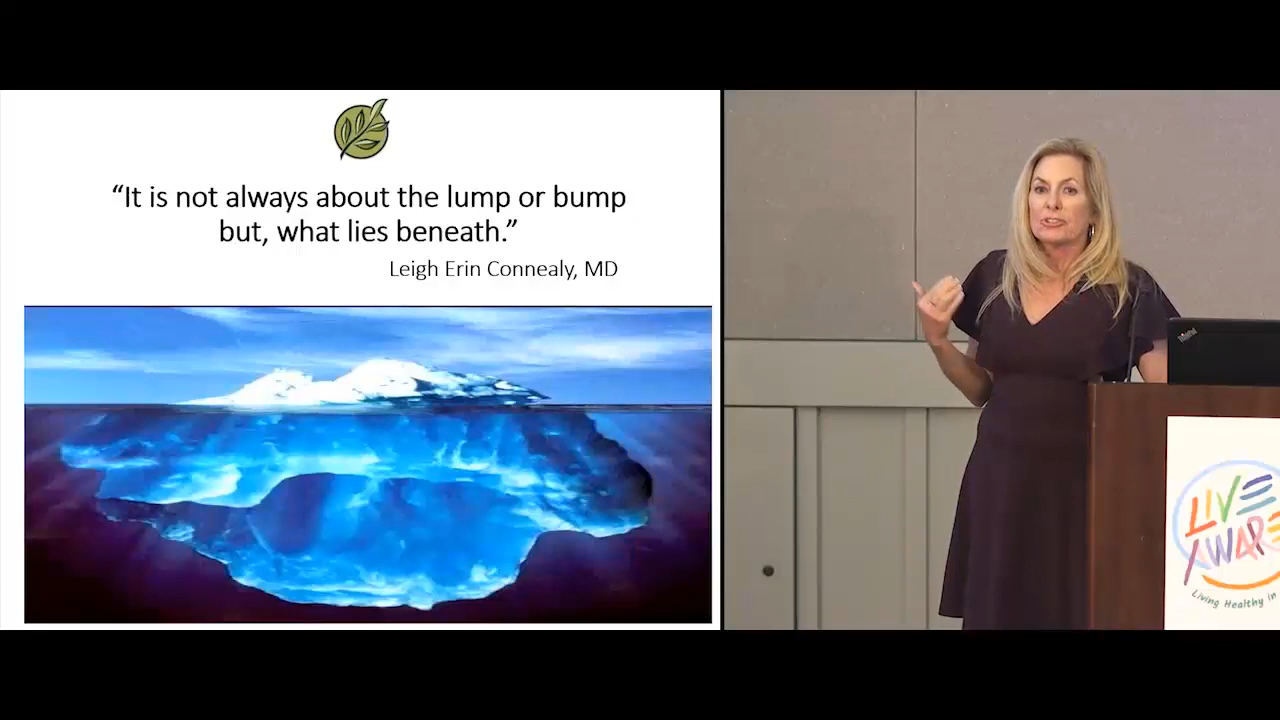 “It is not always about the lump or bump
but, what lies beneath.”
Leigh Erin Connealy, MD
ThinkPad
LIVE
AWARE
Living Healthy in